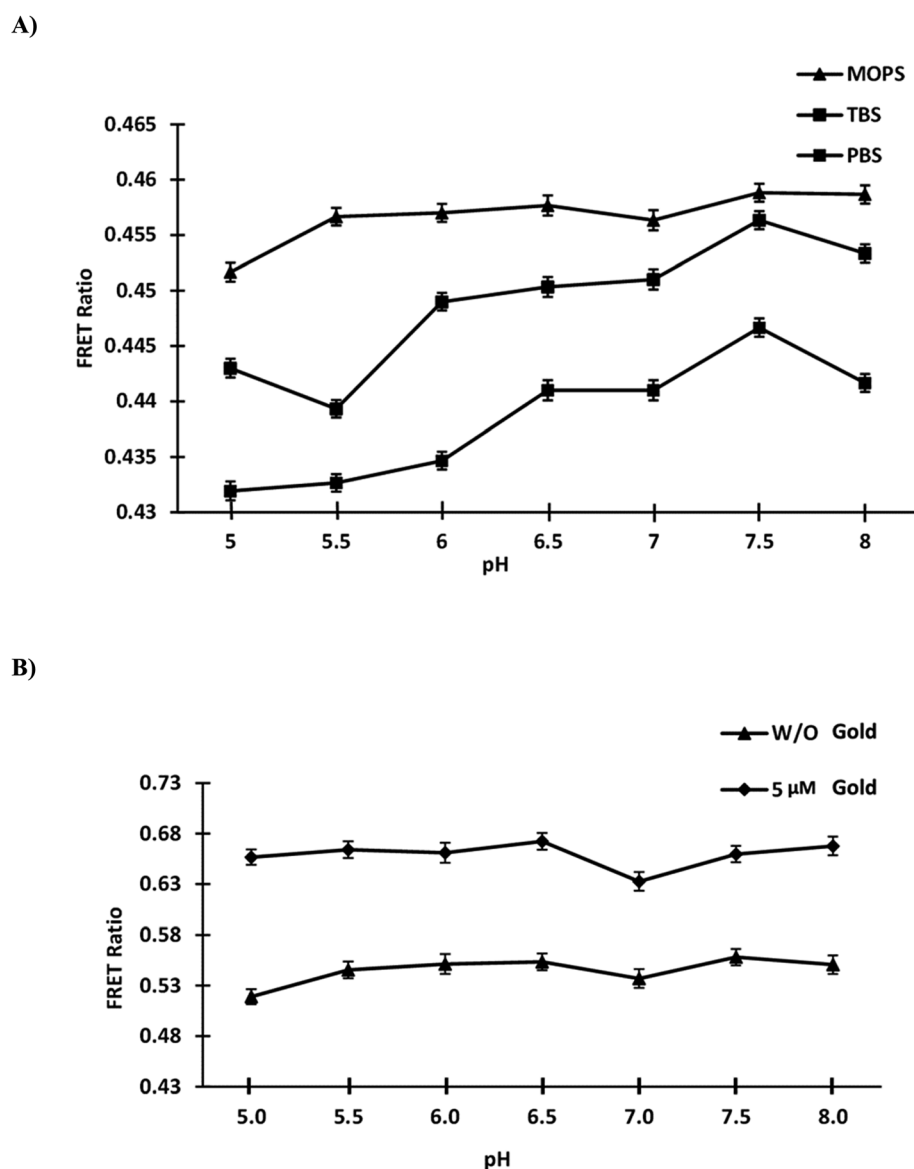 A)
MOPS
TBS
PBS
0.465
0.46
0.455
0.45
0.445
0.44
0.435
0.43
FRET Ratio
5 5.5 6 6.5 7 7.5 8
pH
B)
W/O Gold
5 µM Gold
0.73
0.68
0.63
0.58
0.53
0.48
0.43
FRET Ratio
5.0 5.5 6.0 6.5 7.0 7.5 8.0
pH